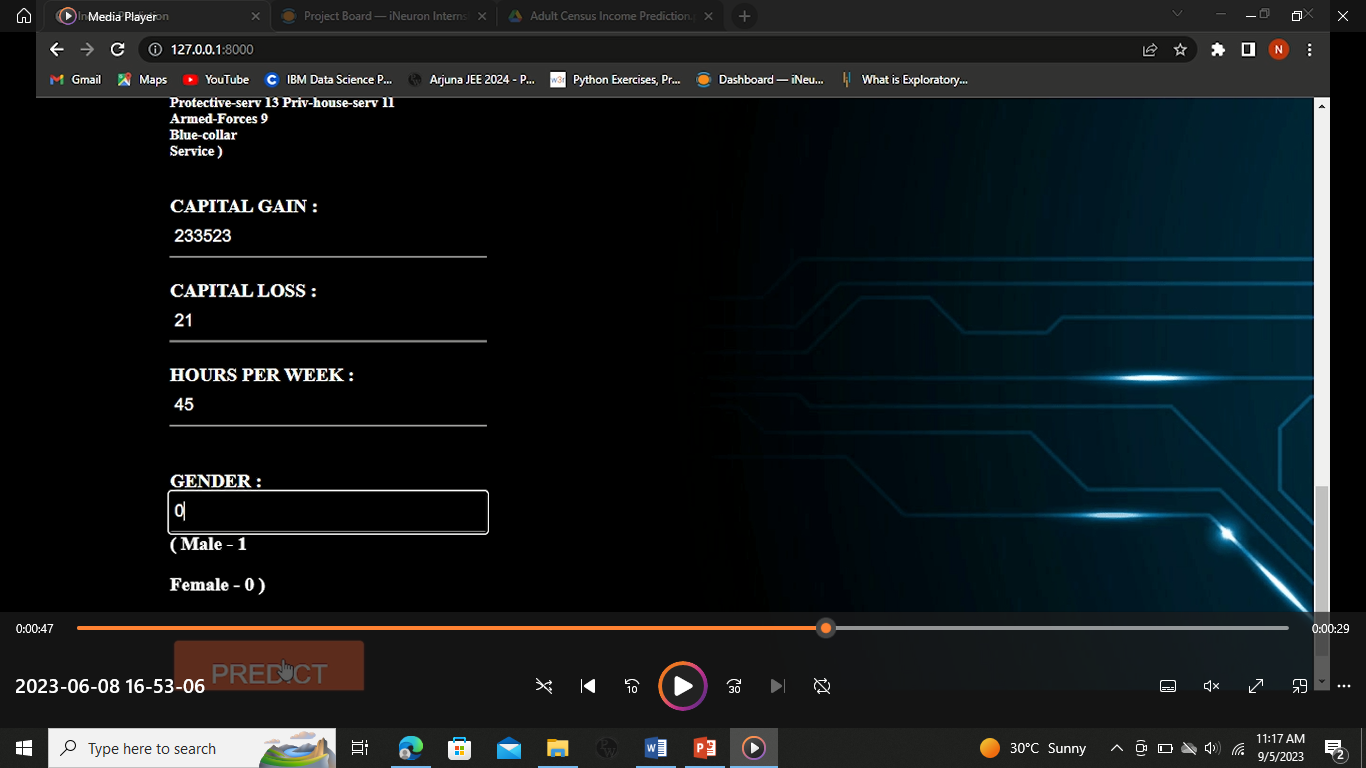 Media Player
Project Board — iNeuron Interns
Adult Census Income Prediction.
127.0.0.1:8000
N
Gmail
Maps
YouTube
IBM Data Science P...
Arjuna JEE 2024 - P...
Python Exercises, Pr...
Dashboard — iNeu...
What is Exploratory...
Protective-serv 13 Priv-house-serv 11
Armed-Forces 9
Blue-collar
Service )
CAPITAL GAIN :
233523
CAPITAL LOSS :
21
HOURS PER WEEK :
45
GENDER :
0
( Male - 1
Female - 0 )
0:00:47
0:00:29
PREDICT
2023-06-08 16-53-06
10
30
Type here to search
30°C Sunny
11:17 AM
9/5/2023
2